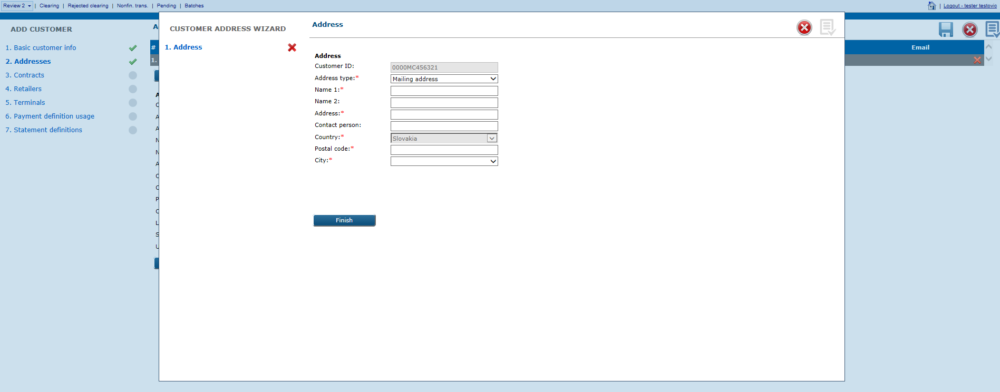 Review 2 | Clearing | Rejected clearing | Nonfin. trans. | Pending | Batches
| Logout - tester testovic
ADD CUSTOMER
1. Basic customer info
2. Addresses
3. Contracts
4. Retailers
5. Terminals
6. Payment definition usage
7. Statement definitions
A
#
1.
A
C
A
A
N
N
A
C
C
P
C
L
S
U
CUSTOMER ADDRESS WIZARD
1. Address
Address
Address
Customer ID: 0000MC456321
Address type:* Mailing address
Name 1:*
Name 2:
Address:*
Contact person:
Country:* Slovakia
Postal code:*
City:*
Finish
Email